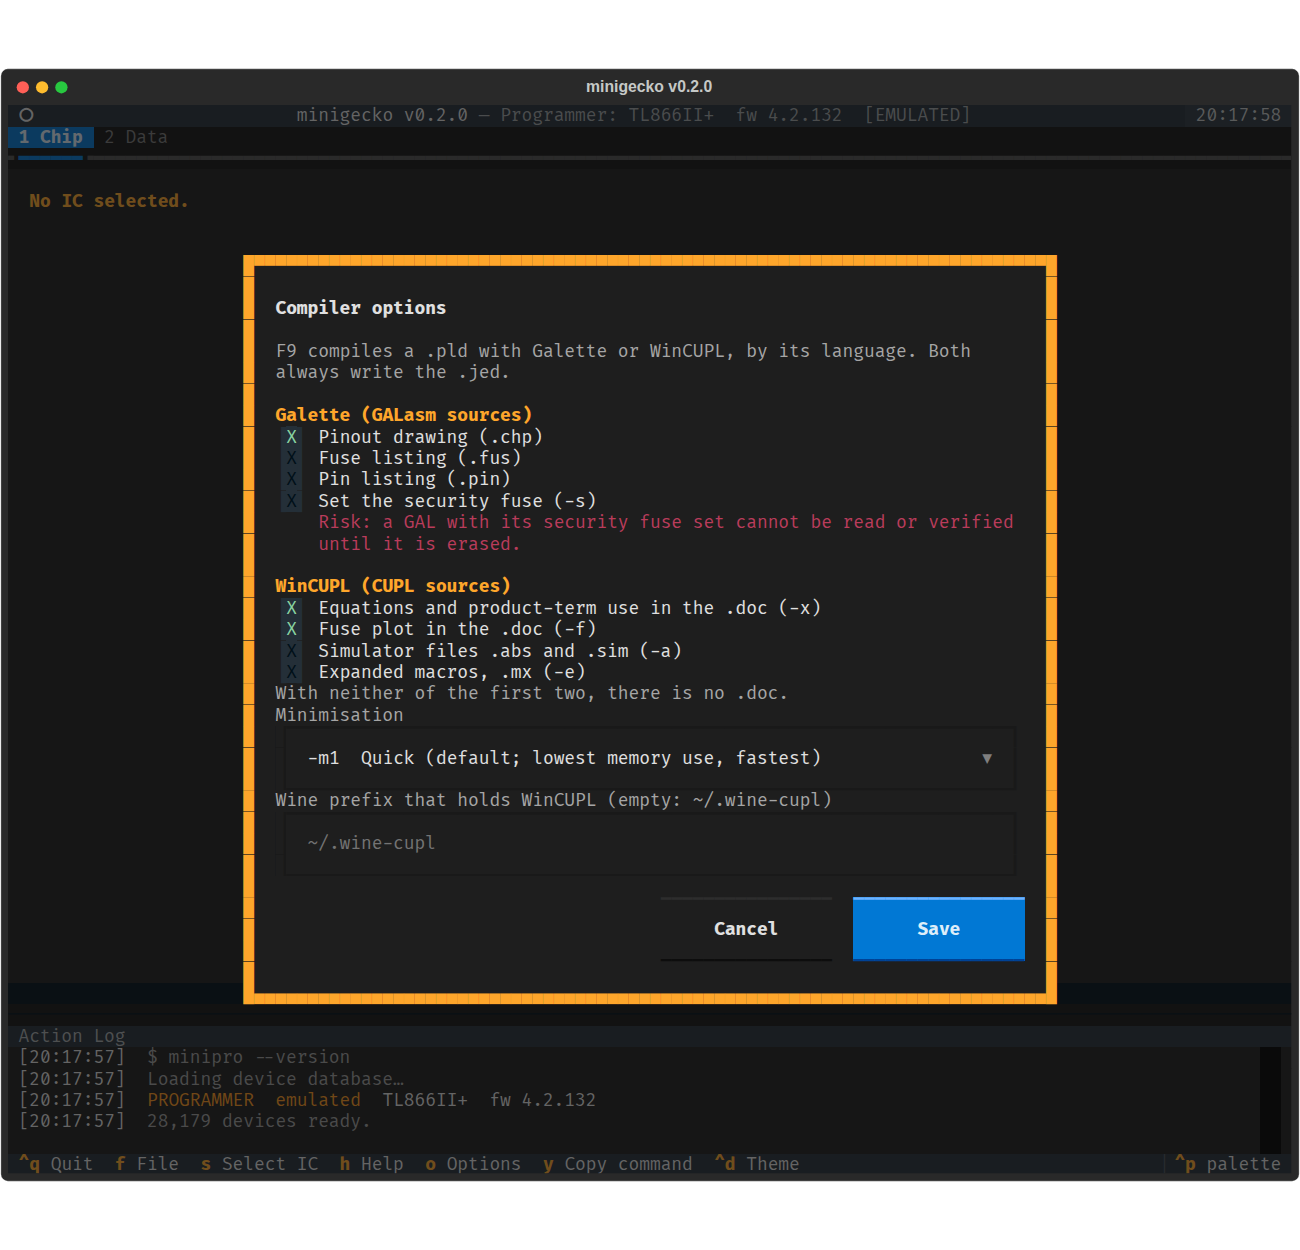 minigecko v0.2.0
minigecko v0.2.0 — Programmer: TL866II+  fw 4.2.132  [EMULATED]  20:17:58
1 Chip  2 Data
No IC selected.
Compiler options
F9 compiles a .pld with Galette or WinCUPL, by its language. Both
always write the .jed.
Galette (GALasm sources)
X  Pinout drawing (.chp)
X  Fuse listing (.fus)
X  Pin listing (.pin)
X  Set the security fuse (-s)
Risk: a GAL with its security fuse set cannot be read or verified
until it is erased.
WinCUPL (CUPL sources)
X  Equations and product-term use in the .doc (-x)
X  Fuse plot in the .doc (-f)
X  Simulator files .abs and .sim (-a)
X  Expanded macros, .mx (-e)
With neither of the first two, there is no .doc.
Minimisation
-m1  Quick (default; lowest memory use, fastest) ▼
Wine prefix that holds WinCUPL (empty: ~/.wine-cupl)
~/.wine-cupl
Cancel  Save
Action Log
[20:17:57]  $ minipro --version
[20:17:57]  Loading device database…
[20:17:57]  PROGRAMMER  emulated  TL866II+  fw 4.2.132
[20:17:57]  28,179 devices ready.
^q Quit  f File  s Select IC  h Help  o Options  y Copy command  ^d Theme  ^p palette